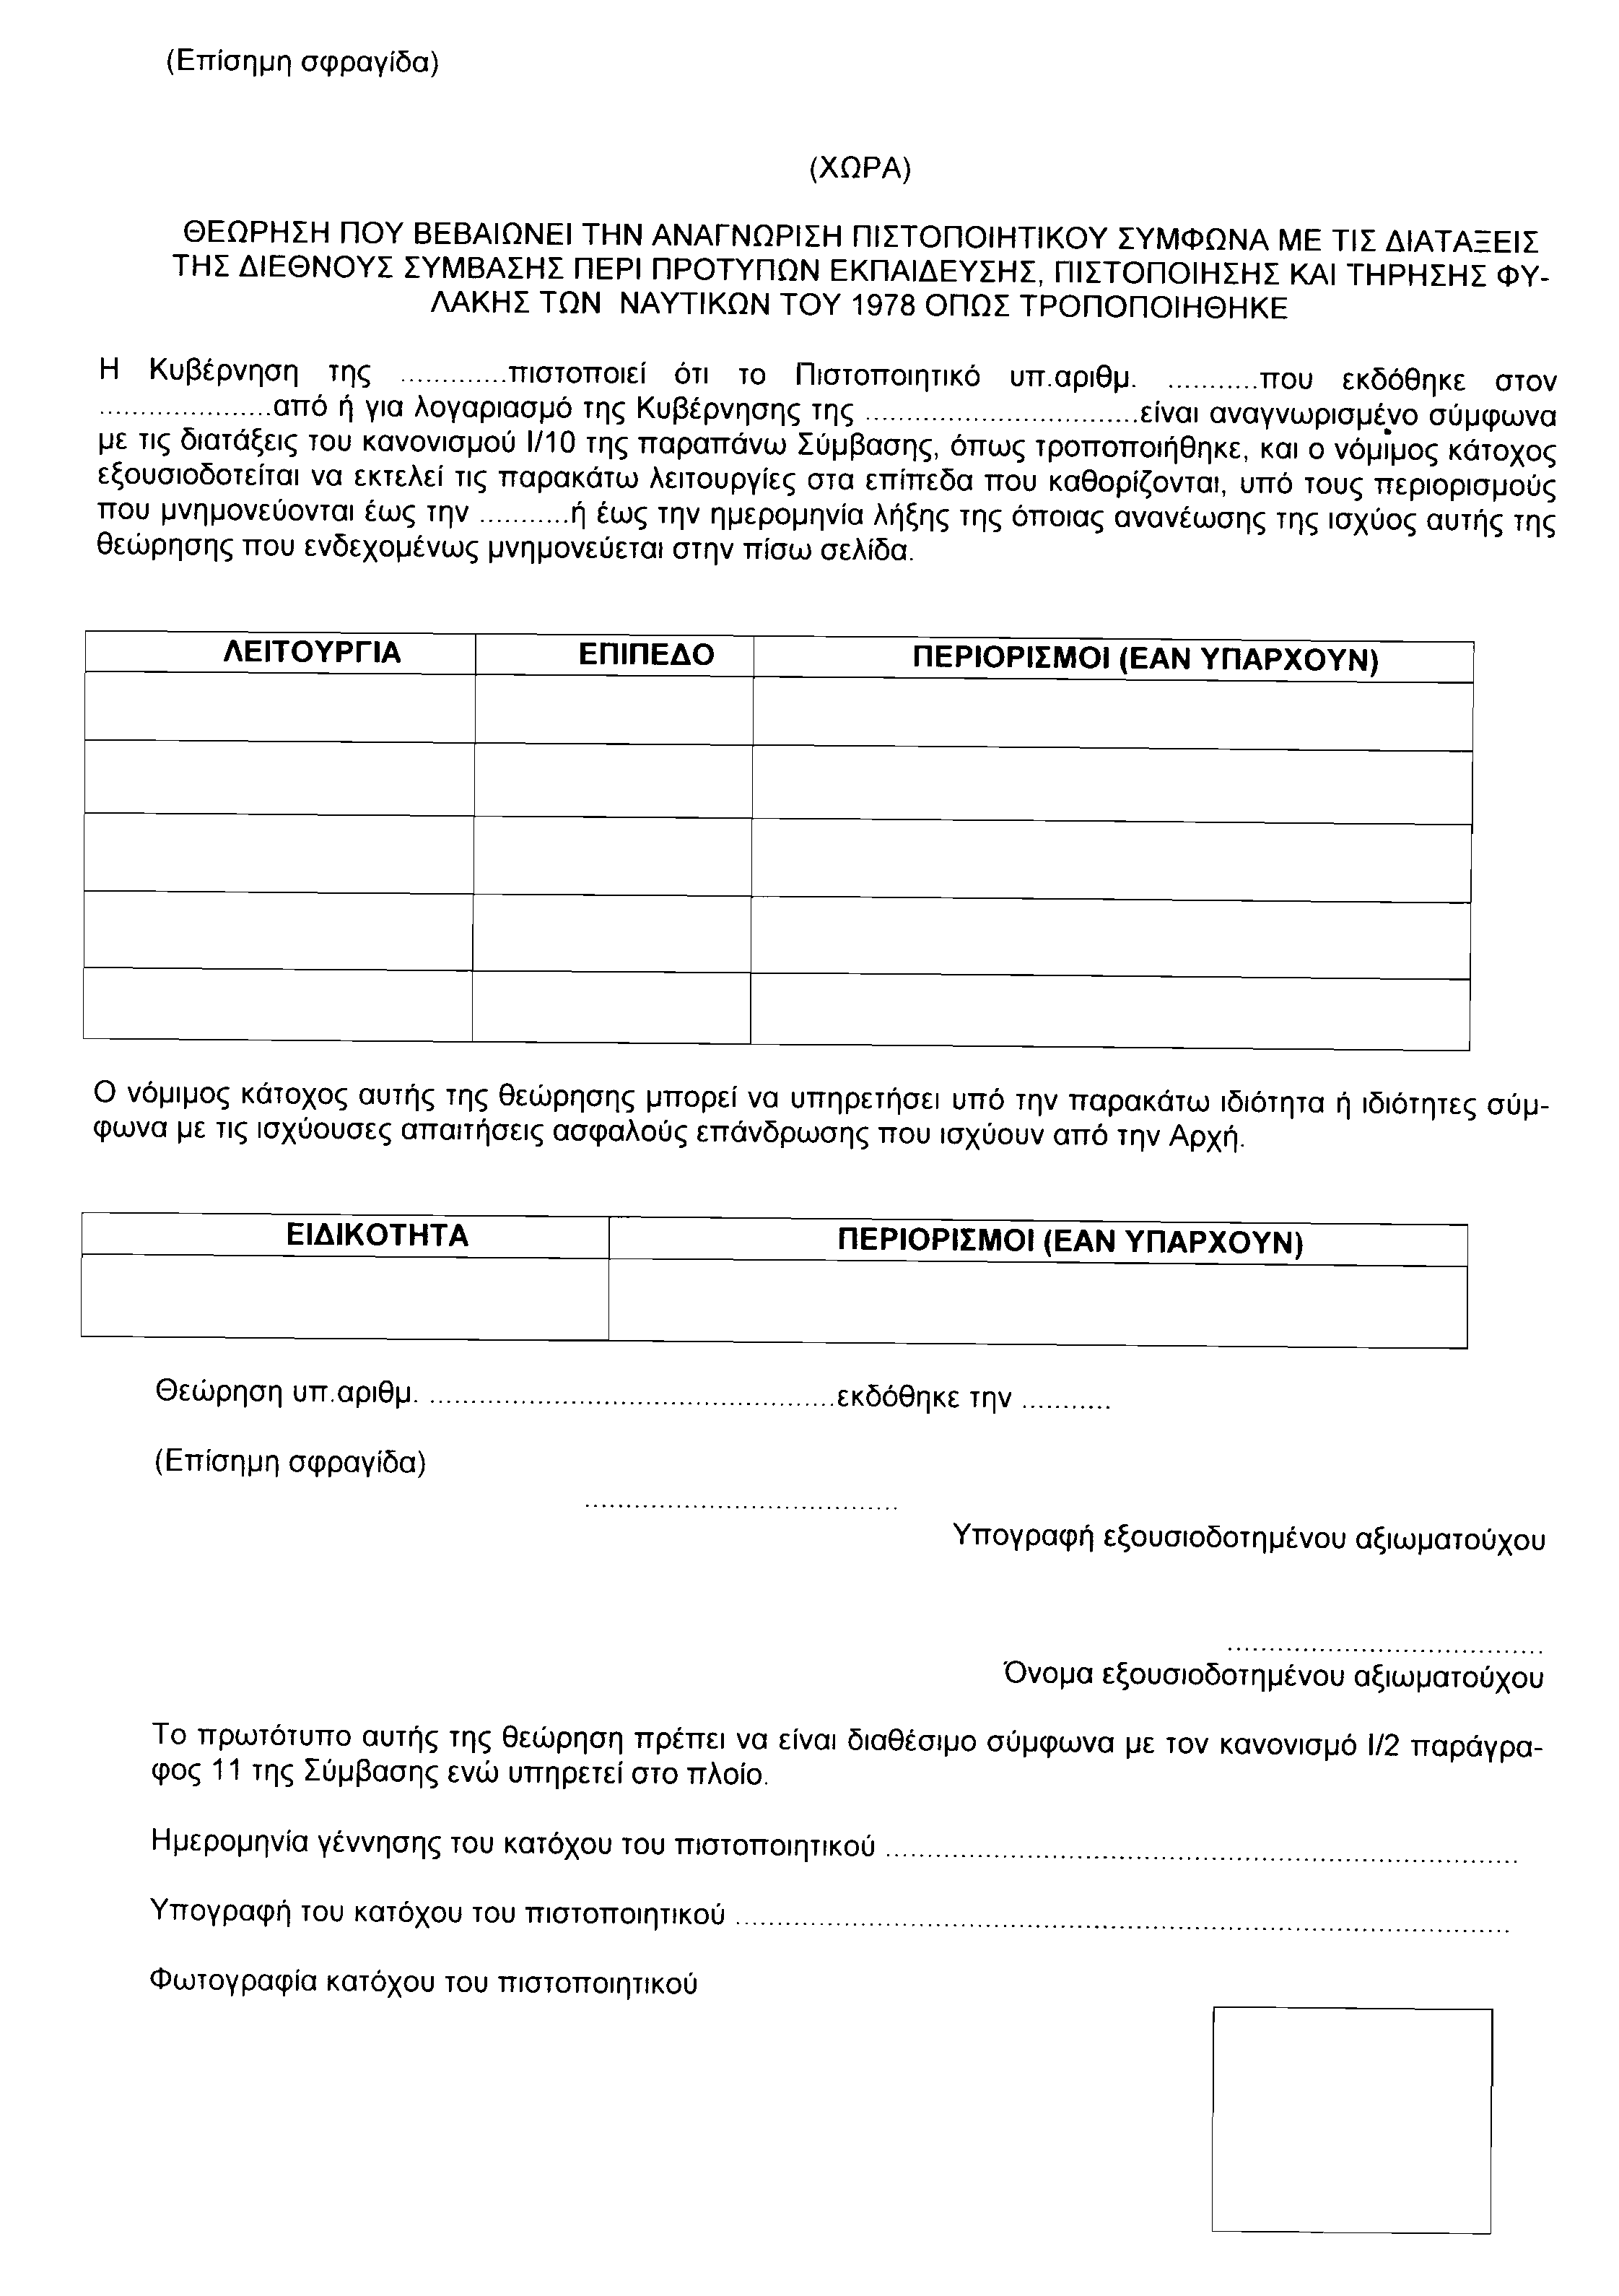 (Επίσημη σφραγίδα)
(ΧΩΡΑ)
ΘΕΩΡΗΣΗ ΠΟΥ ΒΕΒΑΙΩΝΕΙ ΤΗΝ ΑΝΑΓΝΩΡΙΣΗ ΠΙΣΤΟΠΟΙΗΤΙΚΟΥ ΣΥΜΦΩΝΑ ΜΕ ΤΙΣ ΔΙΑΤΑΞΕΙΣ
ΤΗΣ ΔΙΕΘΝΟΥΣ ΣΥΜΒΑΣΗΣ ΠΕΡΙ ΠΡΟΤΥΠΩΝ ΕΚΠΑΙΔΕΥΣΗΣ, ΠΙΣΤΟΠΟΙΗΣΗΣ ΚΑΙ ΤΗΡΗΣΗΣ ΦΥ-
ΛΑΚΗΣ ΤΩΝ ΝΑΥΤΙΚΩΝ ΤΟΥ 1978 ΟΠΩΣ ΤΡΟΠΟΠΟΙΗΘΗΚΕ
Η Κυβέρνηση της .............πιστοποιεί ότι το Πιστοποιητικό υπ.αριθμ. ...........που εκδόθηκε στον
.....................από ή για λογαριασμό της Κυβέρνησης της .................................είναι αναγνωρισμένο σύμφωνα
με τις διατάξεις του κανονισμού Ι/10 της παραπάνω Σύμβασης, όπως τροποποιήθηκε, και ο νόμιμος κάτοχος
εξουσιοδοτείται να εκτελεί τις παρακάτω λειτουργίες στα επίπεδα που καθορίζονται, υπό τους περιορισμούς
που μνημονεύονται έως την ...........ή έως την ημερομηνία λήξης της όποιας ανανέωσης της ισχύος αυτής της
θεώρησης που ενδεχομένως μνημονεύεται στην πίσω σελίδα.
ΛΕΙΤΟΥΡΓΙΑ ΕΠΙΠΕΔΟ ΠΕΡΙΟΡΙΣΜΟΙ (ΕΑΝ ΥΠΑΡΧΟΥΝ)
Ο νόμιμος κάτοχος αυτής της θεώρησης μπορεί να υπηρετήσει υπό την παρακάτω ιδιότητα ή ιδιότητες σύμ-
φωνα με τις ισχύουσες απαιτήσεις ασφαλούς επάνδρωσης που ισχύουν από την Αρχή.
ΕΙΔΙΚΟΤΗΤΑ ΠΕΡΙΟΡΙΣΜΟΙ (ΕΑΝ ΥΠΑΡΧΟΥΝ)
Θεώρηση υπ.αριθμ. .................................................εκδόθηκε την ...........
(Επίσημη σφραγίδα)
......................................
Υπογραφή εξουσιοδοτημένου αξιωματούχου
......................................
Όνομα εξουσιοδοτημένου αξιωματούχου
Το πρωτότυπο αυτής της θεώρηση πρέπει να είναι διαθέσιμο σύμφωνα με τον κανονισμό Ι/2 παράγρα-
φος 11 της Σύμβασης ενώ υπηρετεί στο πλοίο.
Ημερομηνία γέννησης του κατόχου του πιστοποιητικού .............................................................................
Υπογραφή του κατόχου του πιστοποιητικού ..............................................................................................
Φωτογραφία κατόχου του πιστοποιητικού